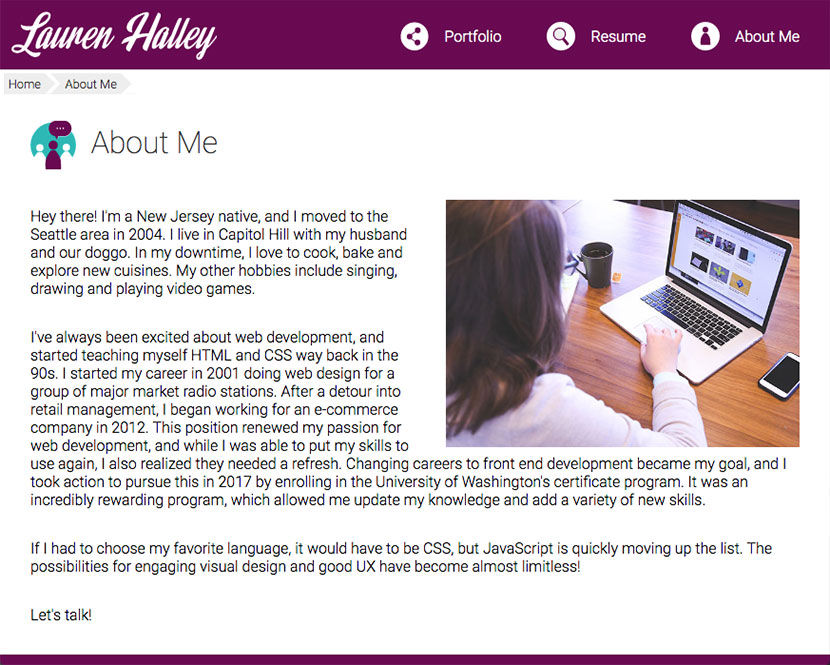 Lauren Halley
Portfolio
Resume
About Me
Home
About Me
About Me
Hey there! I'm a New Jersey native, and I moved to the
Seattle area in 2004. I live in Capitol Hill with my husband
and our doggo. In my downtime, I love to cook, bake and
explore new cuisines. My other hobbies include singing,
drawing and playing video games.
I've always been excited about web development, and
started teaching myself HTML and CSS way back in the
90s. I started my career in 2001 doing web design for a
group of major market radio stations. After a detour into
retail management, I began working for an e-commerce
company in 2012. This position renewed my passion for
web development, and while I was able to put my skills to
use again, I also realized they needed a refresh. Changing careers to front end development became my goal, and I
took action to pursue this in 2017 by enrolling in the University of Washington's certificate program. It was an
incredibly rewarding program, which allowed me update my knowledge and add a variety of new skills.
If I had to choose my favorite language, it would have to be CSS, but JavaScript is quickly moving up the list. The
possibilities for engaging visual design and good UX have become almost limitless!
Let's talk!